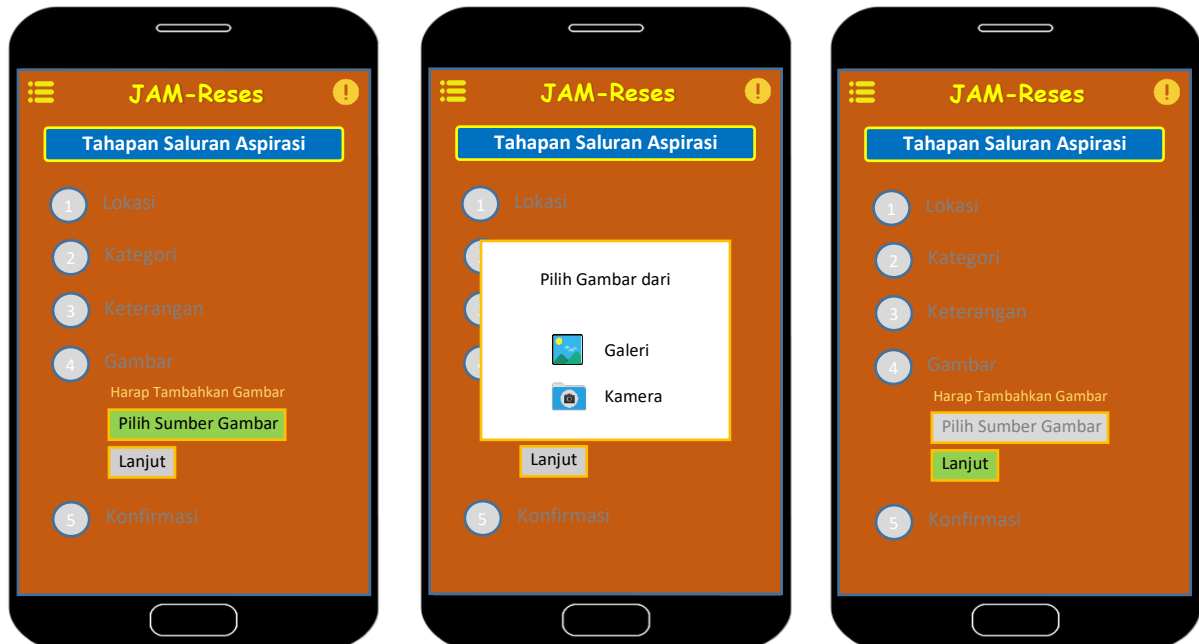 JAM-Reses
!
Tahapan Saluran Aspirasi
1 Lokasi
2 Kategori
3 Keterangan
4 Gambar
Harap Tambahkan Gambar
Pilih Sumber Gambar
Lanjut
5 Konfirmasi
JAM-Reses
!
Tahapan Saluran Aspirasi
1 Lokasi
Pilih Gambar dari
Galeri
Kamera
Lanjut
5 Konfirmasi
JAM-Reses
!
Tahapan Saluran Aspirasi
1 Lokasi
2 Kategori
3 Keterangan
4 Gambar
Harap Tambahkan Gambar
Pilih Sumber Gambar
Lanjut
5 Konfirmasi